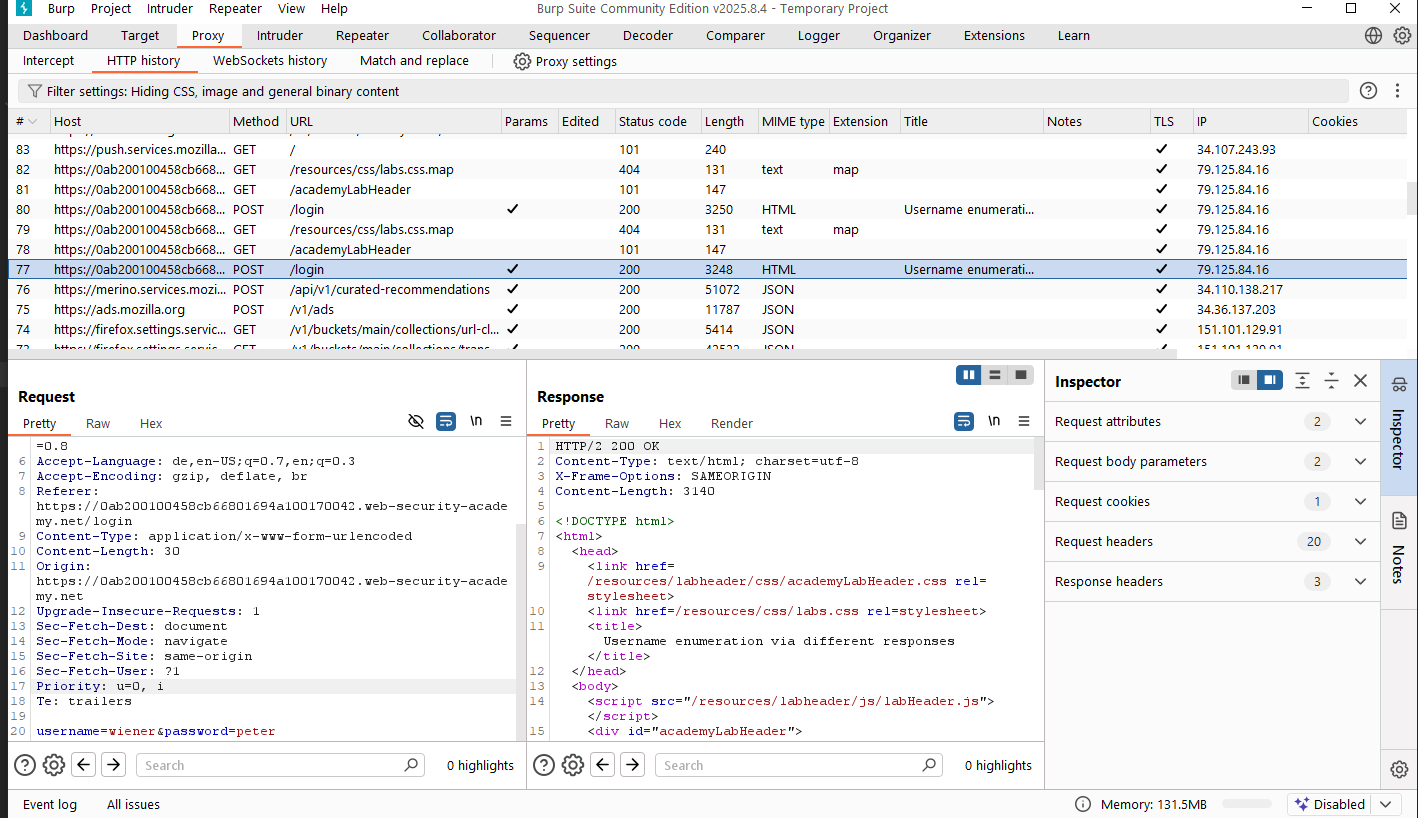 Burp Project Intruder Repeater View Help Burp Suite Community Edition v2025.8.4 - Temporary Project
Dashboard Target Proxy Intruder Repeater Collaborator Sequencer Decoder Comparer Logger Organizer Extensions Learn
Intercept HTTP history WebSockets history Match and replace Proxy settings
Filter settings: Hiding CSS, image and general binary content
# Host Method URL Params Edited Status code Length MIME type Extension Title Notes TLS IP Cookies
83 https://push.services.mozilla... GET / 101 240 ✓ 34.107.243.93
82 https://0ab200100458cb668... GET /resources/css/labs.css.map 404 131 text map ✓ 79.125.84.16
81 https://0ab200100458cb668... GET /academyLabHeader 101 147 ✓ 79.125.84.16
80 https://0ab200100458cb668... POST /login ✓ 200 3250 HTML Username enumerati... ✓ 79.125.84.16
79 https://0ab200100458cb668... GET /resources/css/labs.css.map 404 131 text map ✓ 79.125.84.16
78 https://0ab200100458cb668... GET /academyLabHeader 101 147 ✓ 79.125.84.16
77 https://0ab200100458cb668... POST /login ✓ 200 3248 HTML Username enumerati... ✓ 79.125.84.16
76 https://merino.services.mozi... POST /api/v1/curated-recommendations ✓ 200 51072 JSON ✓ 34.110.138.217
75 https://ads.mozilla.org POST /v1/ads ✓ 200 11787 JSON ✓ 34.36.137.203
74 https://firefox.settings.servic... GET /v1/buckets/main/collections/url-cl... ✓ 200 5414 JSON ✓ 151.101.129.91
Request
Pretty Raw Hex \n
=0.8
6 Accept-Language: de,en-US;q=0.7,en;q=0.3
7 Accept-Encoding: gzip, deflate, br
8 Referer:
https://0ab200100458cb66801694a100170042.web-security-acade
my.net/login
9 Content-Type: application/x-www-form-urlencoded
10 Content-Length: 30
11 Origin:
https://0ab200100458cb66801694a100170042.web-security-acade
my.net
12 Upgrade-Insecure-Requests: 1
13 Sec-Fetch-Dest: document
14 Sec-Fetch-Mode: navigate
15 Sec-Fetch-Site: same-origin
16 Sec-Fetch-User: ?1
17 Priority: u=0, i
18 Te: trailers
19
20 username=wiener&password=peter
Search 0 highlights
Response
Pretty Raw Hex Render \n
1 HTTP/2 200 OK
2 Content-Type: text/html; charset=utf-8
3 X-Frame-Options: SAMEORIGIN
4 Content-Length: 3140
5
6 <!DOCTYPE html>
7 <html>
8 <head>
9 <link href=
/resources/labheader/css/academyLabHeader.css rel=
stylesheet>
10 <link href=/resources/css/labs.css rel=stylesheet>
11 <title>
Username enumeration via different responses
</title>
12 </head>
13 <body>
14 <script src="/resources/labheader/js/labHeader.js">
</script>
15 <div id="academyLabHeader">
Search 0 highlights
Inspector
Request attributes 2
Request body parameters 2
Request cookies 1
Request headers 20
Response headers 3
Inspector
Notes
Event log All issues Memory: 131.5MB Disabled